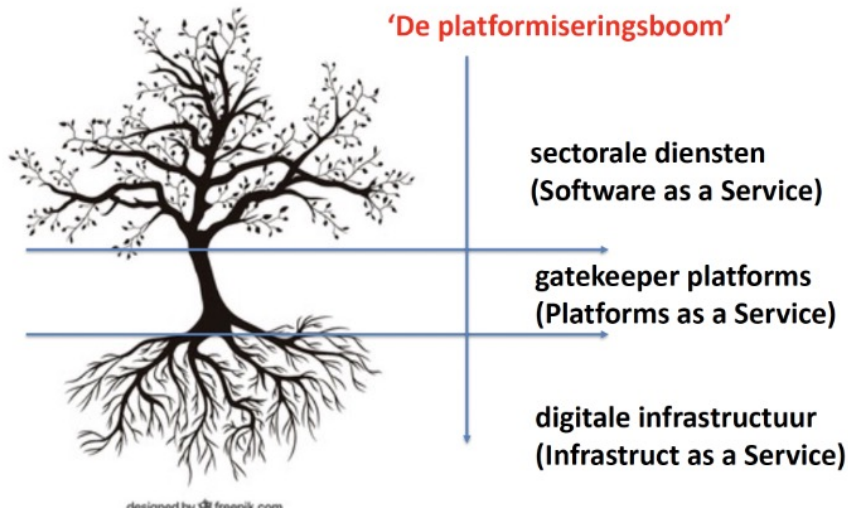 ‘De platformiseringsboom’
sectorale diensten
(Software as a Service)
gatekeeper platforms
(Platforms as a Service)
digitale infrastructuur
(Infrastruct as a Service)
designed by freepik.com